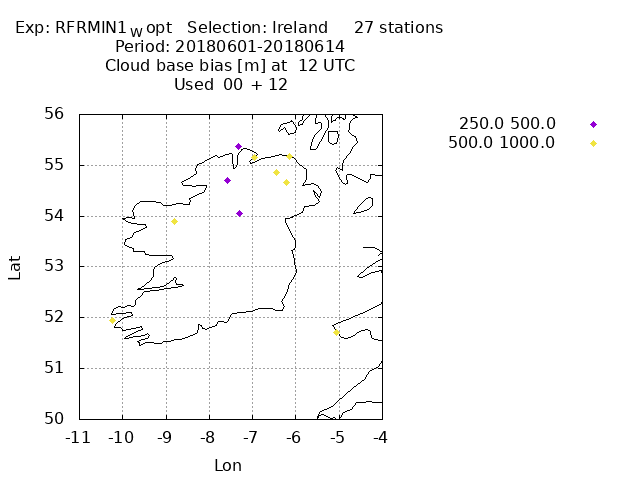 Exp: RFRMIN1 w opt Selection: Ireland 27 stations
Period: 20180601-20180614
Cloud base bias [m] at 12 UTC
Used 00 + 12
250.0 500.0
500.0 1000.0
56
55
54
53
52
51
50
Lat
-11 -10 -9 -8 -7 -6 -5 -4
Lon